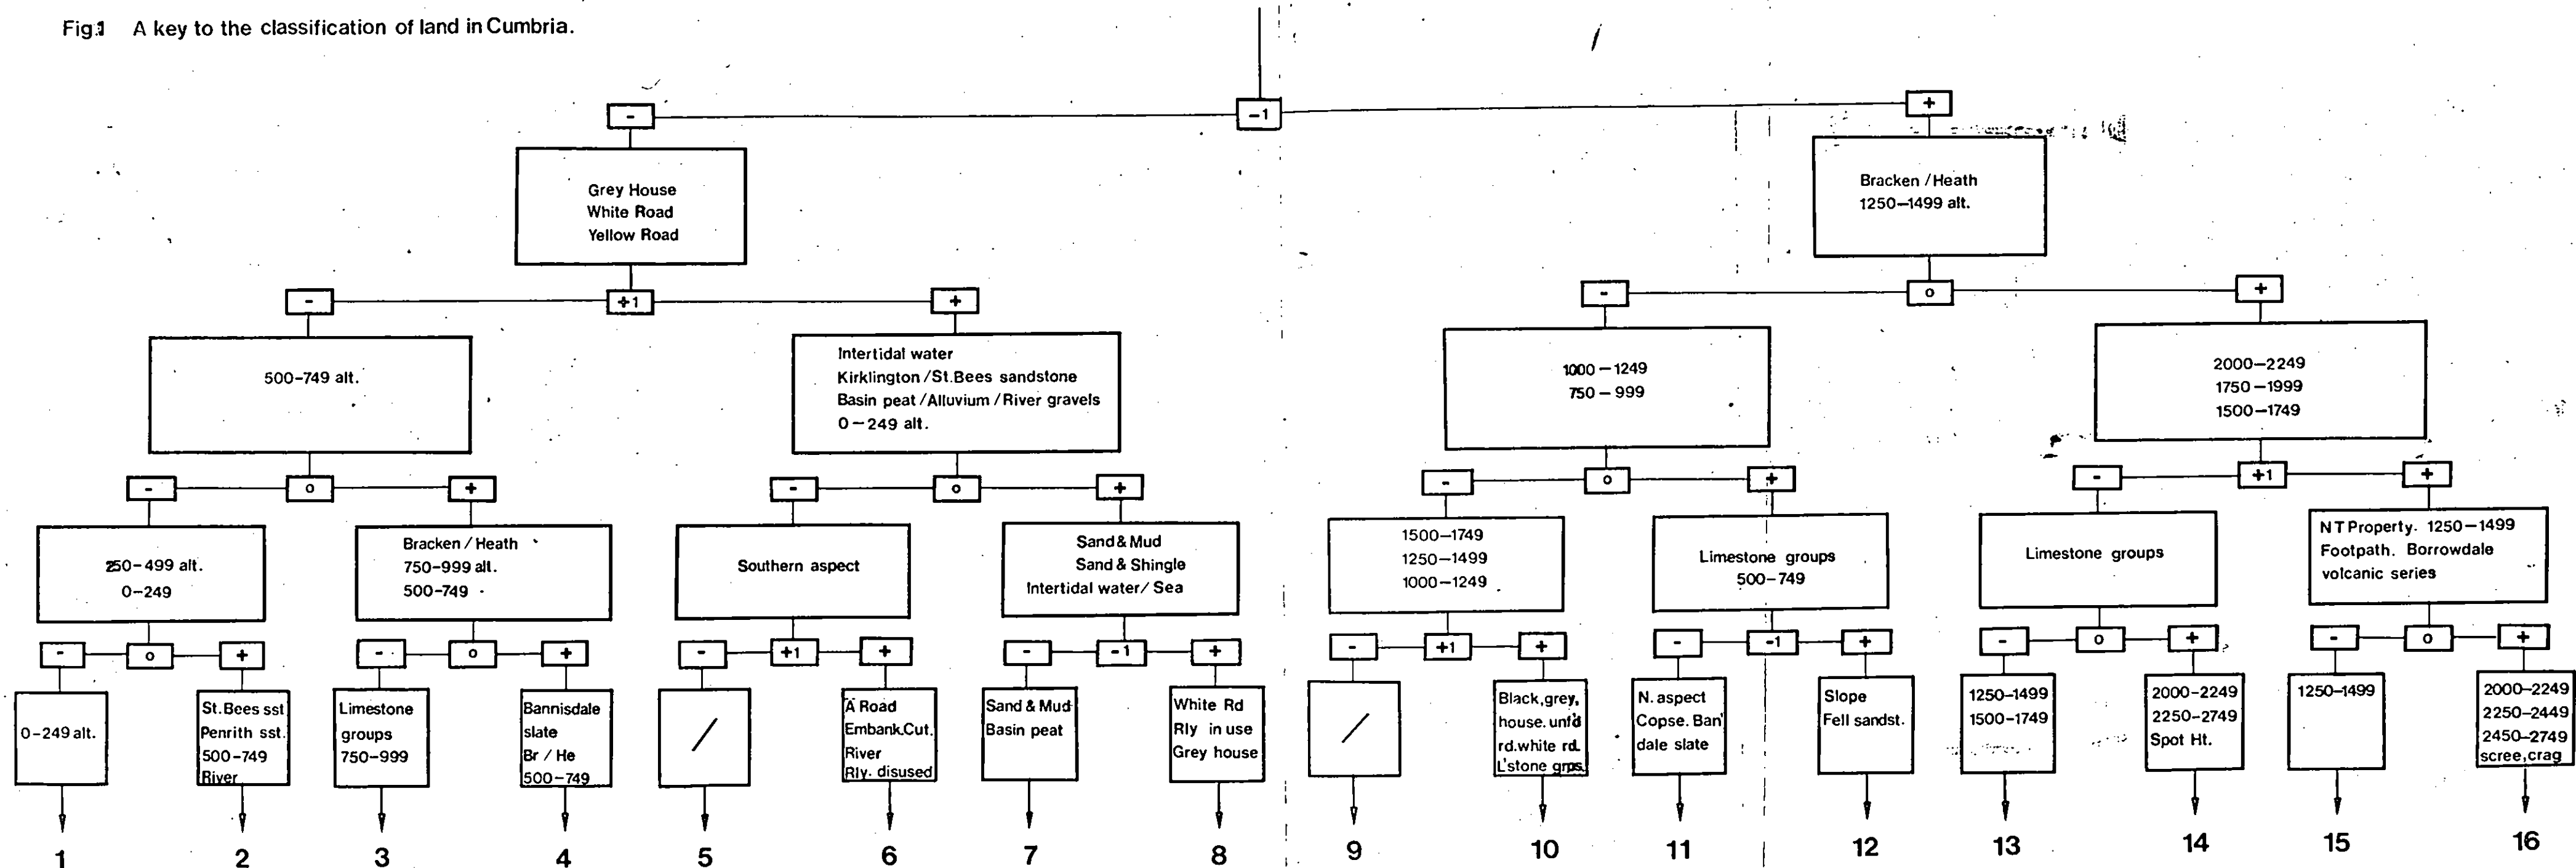 Fig.1 A key to the classification of land in Cumbria.
- -1 +
Grey House
White Road
Yellow Road
Bracken / Heath
1250–1499 alt.
- +1 +
- o +
500-749 alt.
Intertidal water
Kirklington / St. Bees sandstone
Basin peat / Alluvium / River gravels
0-249 alt.
1000-1249
750-999
2000-2249
1750-1999
1500-1749
- o +
- o +
- o +
- +1 +
250-499 alt.
0-249
Bracken / Heath
750-999 alt.
500-749
Southern aspect
Sand & Mud
Sand & Shingle
Intertidal water / Sea
1500-1749
1250-1499
1000-1249
Limestone groups
500-749
Limestone groups
NT Property. 1250-1499
Footpath. Borrowdale
volcanic series
- o +
- o +
- +1 +
- -1 +
- +1 +
- -1 +
- o +
- o +
0-249 alt.
St. Bees sst
Penrith sst.
500-749
River
Limestone
groups
750-999
Bannisdale
slate
Br / He
500-749
/
A Road
Embank. Cut.
River
Rly. disused
Sand & Mud
Basin peat
White Rd
Rly in use
Grey house
/
Black, grey,
house. unf'd
rd. white rd.
L'stone grps.
N. aspect
Copse. Ban'
dale slate
Slope
Fell sandst.
1250-1499
1500-1749
2000-2249
2250-2749
Spot Ht.
1250-1499
2000-2249
2250-2449
2450-2749
scree, crag
1 2 3 4 5 6 7 8 9 10 11 12 13 14 15 16